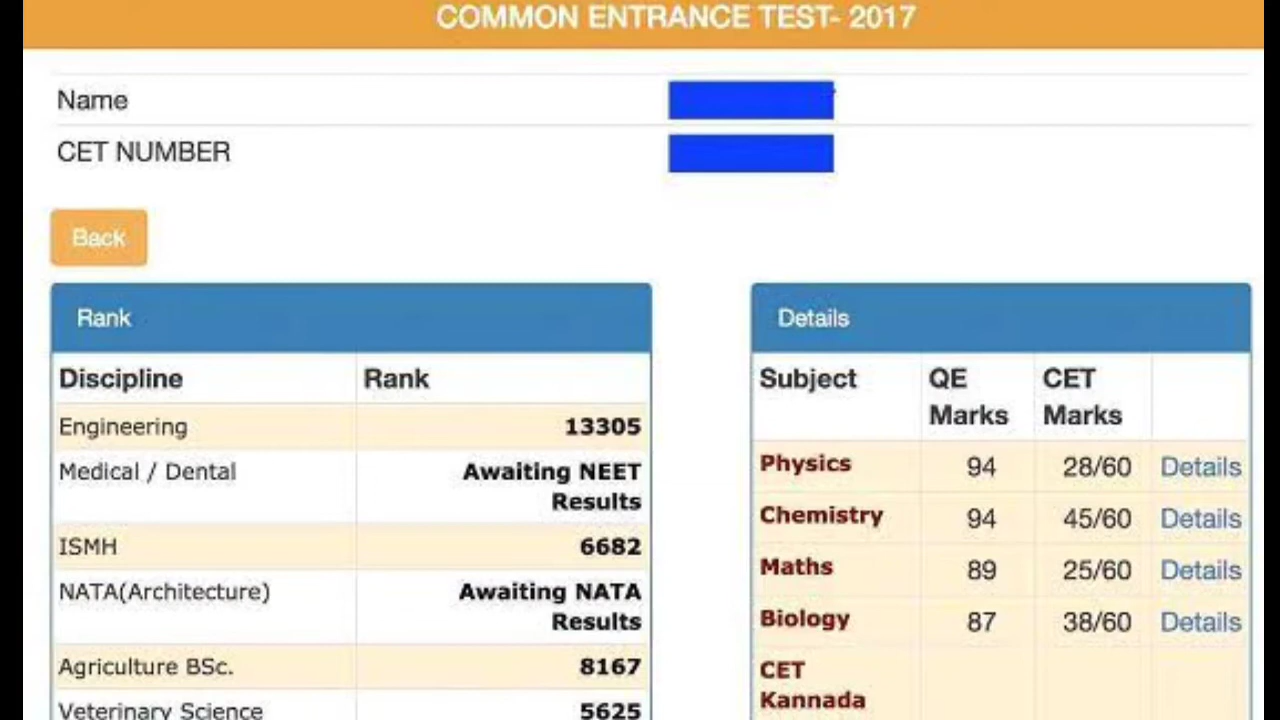 COMMON ENTRANCE TEST- 2017
Name
CET NUMBER
Back
Rank
Discipline Rank
Engineering 13305
Medical / Dental Awaiting NEET
Results
ISMH 6682
NATA(Architecture) Awaiting NATA
Results
Agriculture BSc. 8167
Veterinary Science 5625
Details
Subject QE CET
Marks Marks
Physics 94 28/60 Details
Chemistry 94 45/60 Details
Maths 89 25/60 Details
Biology 87 38/60 Details
CET
Kannada